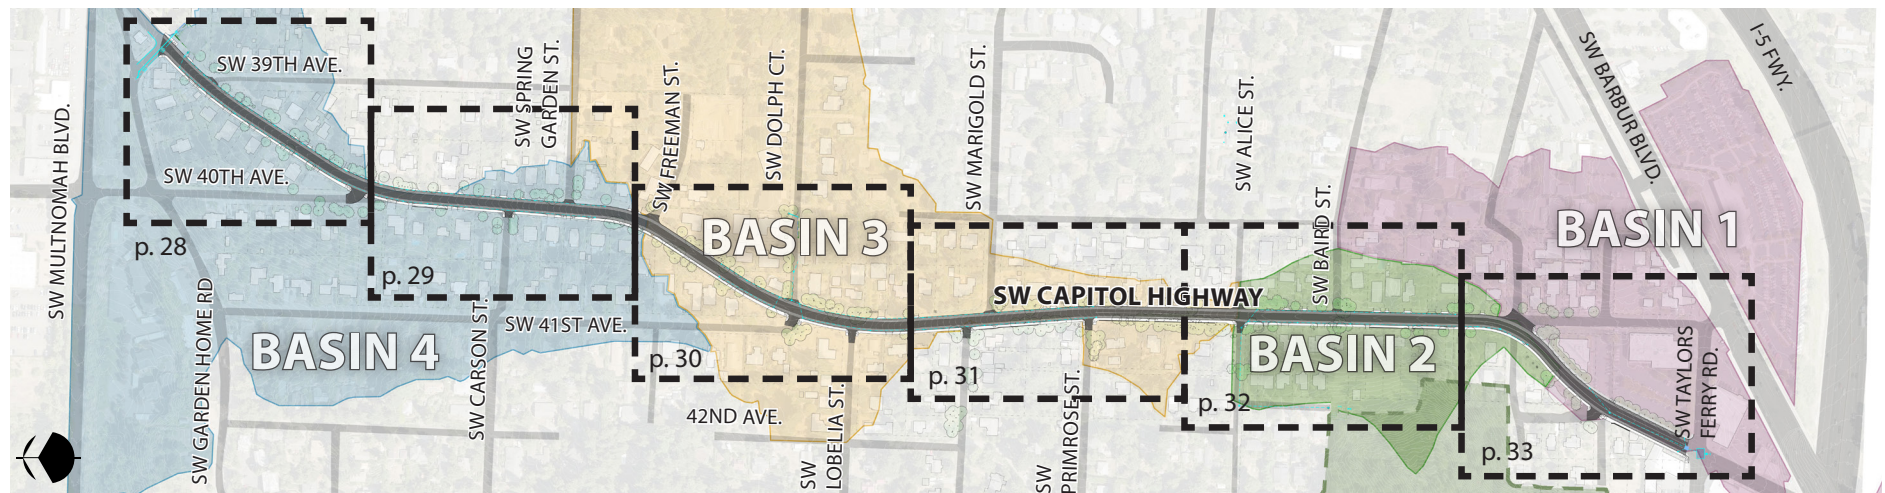 SW MULTNOMAH BLVD.
SW 39TH AVE.
SW 40TH AVE.
p. 28
SW GARDEN HOME RD
BASIN 4
p. 29
SW CARSON ST.
SW SPRING
GARDEN ST.
SW 41ST AVE.
SW FREEMAN ST.
SW DOLPH CT.
BASIN 3
p. 30
42ND AVE.
SW
LOBELIA ST.
SW MARIGOLD ST.
SW CAPITOL HIGHWAY
p. 31
SW
PRIMROSE ST.
SW ALICE ST.
SW BAIRD ST.
BASIN 2
p. 32
SW BARBUR BLVD.
I-5 FWY.
BASIN 1
SW TAYLORS
FERRY RD.
p. 33